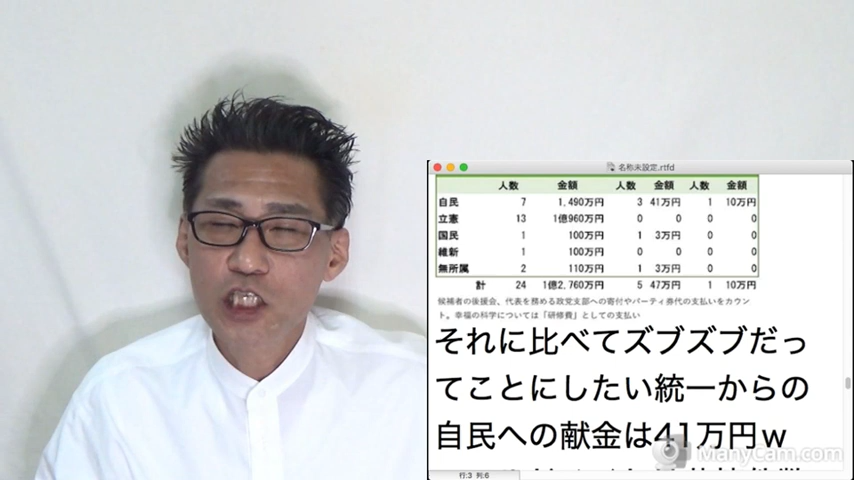 名称未設定.rtfd
人数 金額 人数 金額 人数 金額
自民 7 1,490万円 3 41万円 1 10万円
立憲 13 1億960万円 0 0 0 0
国民 1 100万円 1 3万円 0 0
維新 1 100万円 0 0 0 0
無所属 2 110万円 1 3万円 0 0
計 24 1億2,760万円 5 47万円 1 10万円
候補者の後援会、代表を務める政党支部への寄付やパーティ券代の支払いをカウン
ト。幸福の科学については「研修費」としての支払い
それに比べてズブズブだっ
てことにしたい統一からの
自民への献金は41万円ｗ
ManyCam.com
行:3 列:6